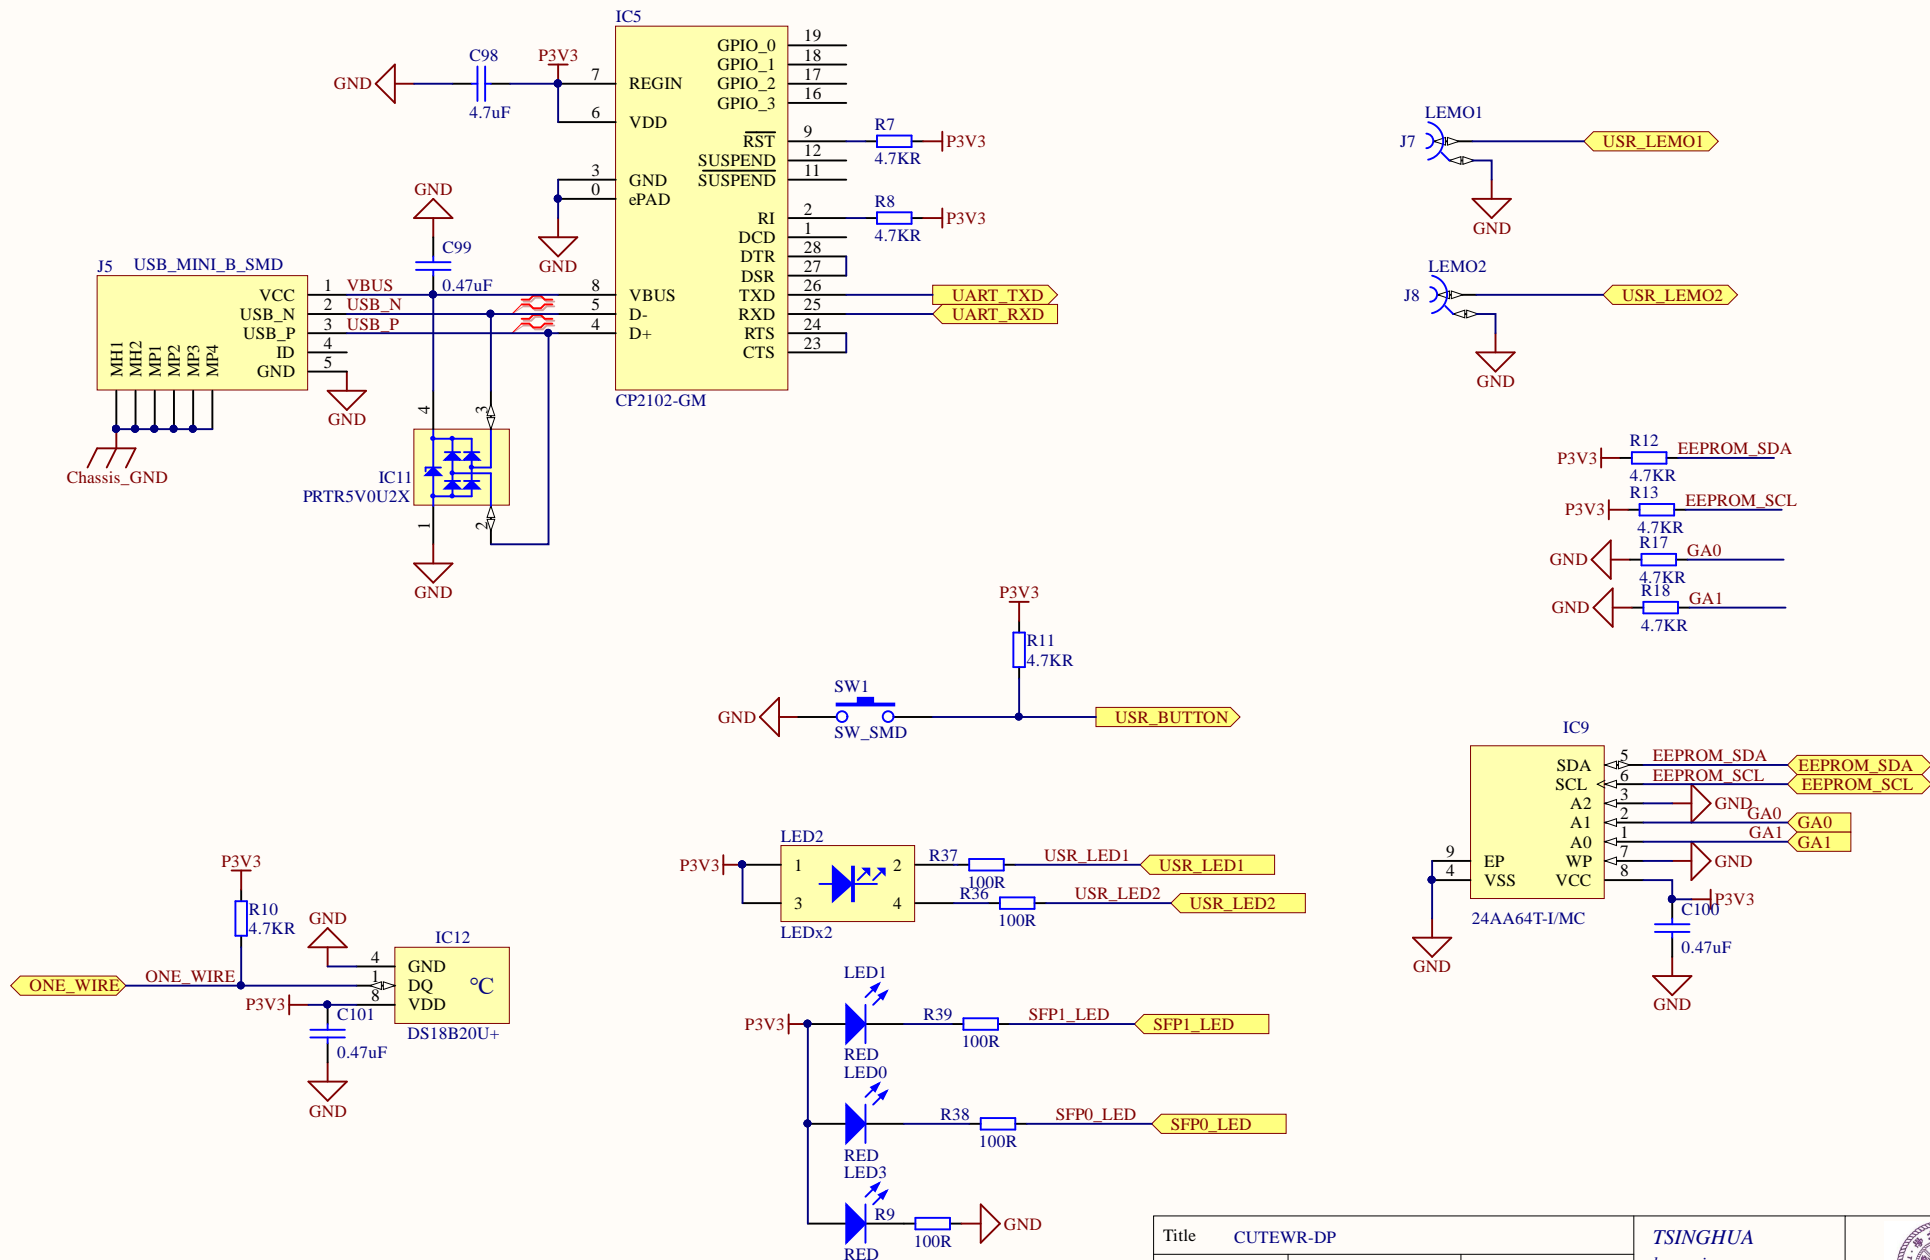 IC5
GPIO_0 19
GPIO_1 18
GPIO_2 17
GPIO_3 16
C98
P3V3
GND
4.7uF
7 REGIN
6 VDD
RST 9
SUSPEND 12
SUSPEND 11
R7
P3V3
4.7KR
3 GND
0 ePAD
GND
RI 2
DCD 1
DTR 28
DSR 27
TXD 26
RXD 25
RTS 24
CTS 23
R8
P3V3
4.7KR
UART_TXD
UART_RXD
8 VBUS
5 D-
4 D+
CP2102-GM
GND
C99
0.47uF
J5 USB_MINI_B_SMD
VCC 1 VBUS
USB_N 2 USB_N
USB_P 3 USB_P
ID 4
GND 5
MH1
MH2
MP1
MP2
MP3
MP4
GND
Chassis_GND
4
3
IC11
PRTR5V0U2X
1
2
GND
LEMO1
J7
USR_LEMO1
GND
LEMO2
J8
USR_LEMO2
GND
R12 EEPROM_SDA
P3V3
4.7KR
R13 EEPROM_SCL
P3V3
4.7KR
R17 GA0
GND
4.7KR
R18 GA1
GND
4.7KR
P3V3
R11
4.7KR
SW1
GND
SW_SMD
USR_BUTTON
IC9
SDA 5 EEPROM_SDA EEPROM_SDA
SCL 6 EEPROM_SCL EEPROM_SCL
A2 3 GND
A1 2 GA0 GA0
A0 1 GA1 GA1
WP 7 GND
VCC 8
9 EP
4 VSS
P3V3
C100
24AA64T-I/MC
0.47uF
GND
GND
LED2
P3V3
1 2
3 4
LEDx2
R37 USR_LED1 USR_LED1
100R
R36 USR_LED2 USR_LED2
100R
P3V3
R10
4.7KR
GND
IC12
4 GND
1 DQ
8 VDD
°C
ONE_WIRE ONE_WIRE
P3V3
C101
DS18B20U+
0.47uF
GND
LED1
P3V3
R39 SFP1_LED SFP1_LED
100R
RED
LED0
R38 SFP0_LED SFP0_LED
100R
RED
LED3
R9
GND
100R
RED
Title CUTEWR-DP
TSINGHUA